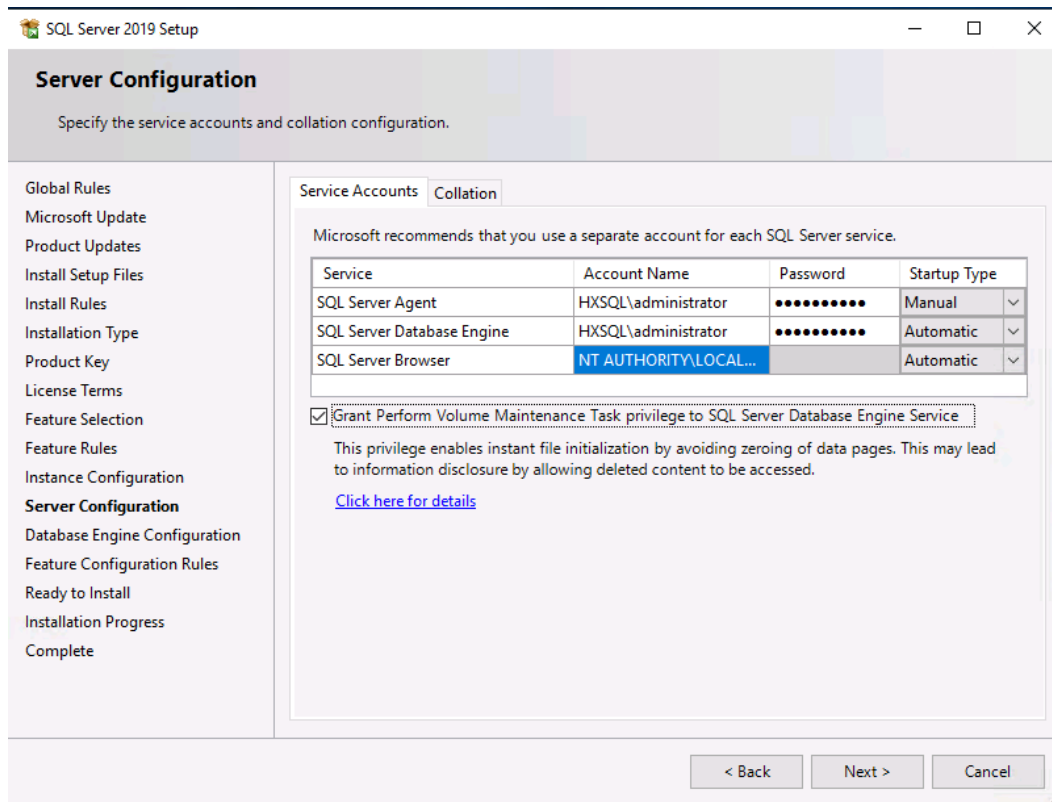 SQL Server 2019 Setup
Server Configuration
Specify the service accounts and collation configuration.
Global Rules
Microsoft Update
Product Updates
Install Setup Files
Install Rules
Installation Type
Product Key
License Terms
Feature Selection
Feature Rules
Instance Configuration
Server Configuration
Database Engine Configuration
Feature Configuration Rules
Ready to Install
Installation Progress
Complete
Service Accounts Collation
Microsoft recommends that you use a separate account for each SQL Server service.
Service Account Name Password Startup Type
SQL Server Agent HXSQL\administrator ●●●●●●●●●● Manual
SQL Server Database Engine HXSQL\administrator ●●●●●●●●●● Automatic
SQL Server Browser NT AUTHORITY\LOCAL... Automatic
Grant Perform Volume Maintenance Task privilege to SQL Server Database Engine Service
This privilege enables instant file initialization by avoiding zeroing of data pages. This may lead
to information disclosure by allowing deleted content to be accessed.
Click here for details
< Back Next > Cancel